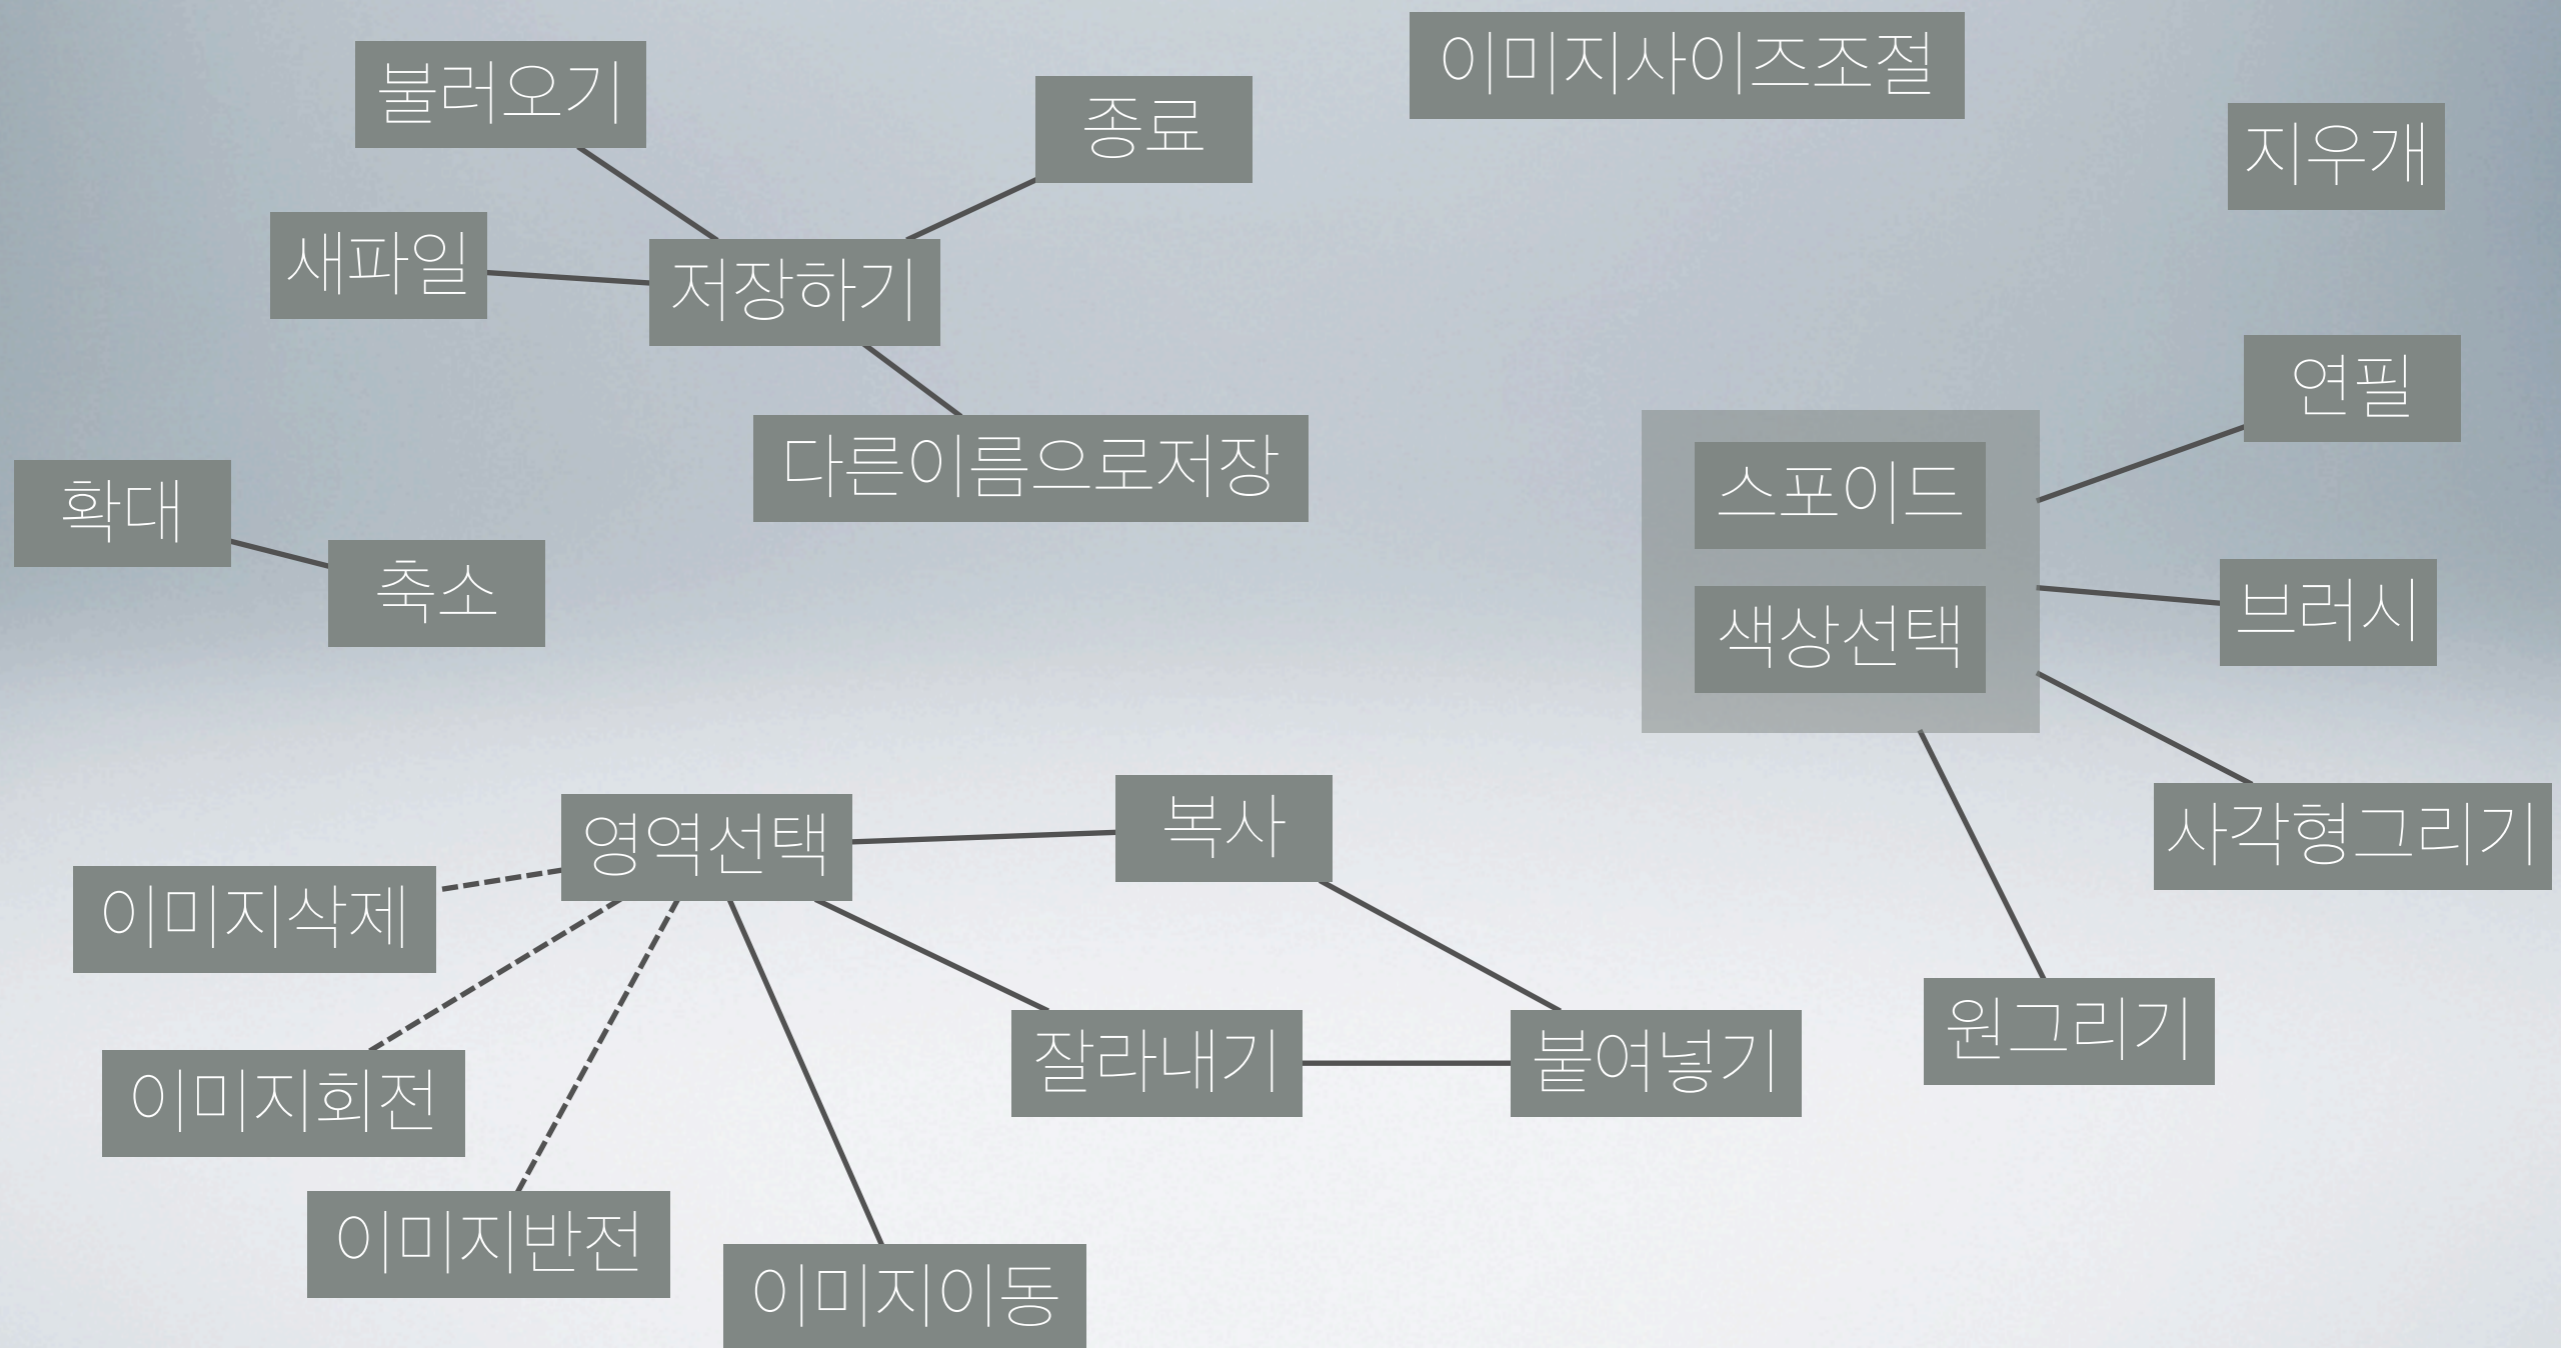 이미지사이즈조절
불러오기
종료
지우개
새파일
저장하기
연필
다른이름으로저장
스포이드
확대
축소
브러시
색상선택
복사
영역선택
사각형그리기
이미지삭제
원그리기
잘라내기
붙여넣기
이미지회전
이미지반전
이미지이동